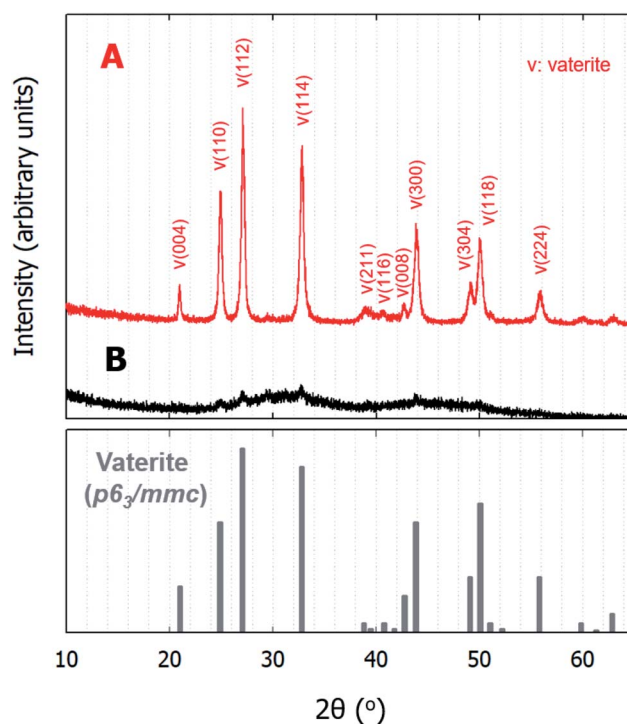 A
v: vaterite
v(004)
v(110)
v(112)
v(114)
v(211)
v(116)
v(008)
v(300)
v(304)
v(118)
v(224)
Intensity (arbitrary units)
B
Vaterite
(p6₃/mmc)
10 20 30 40 50 60
2θ (°)